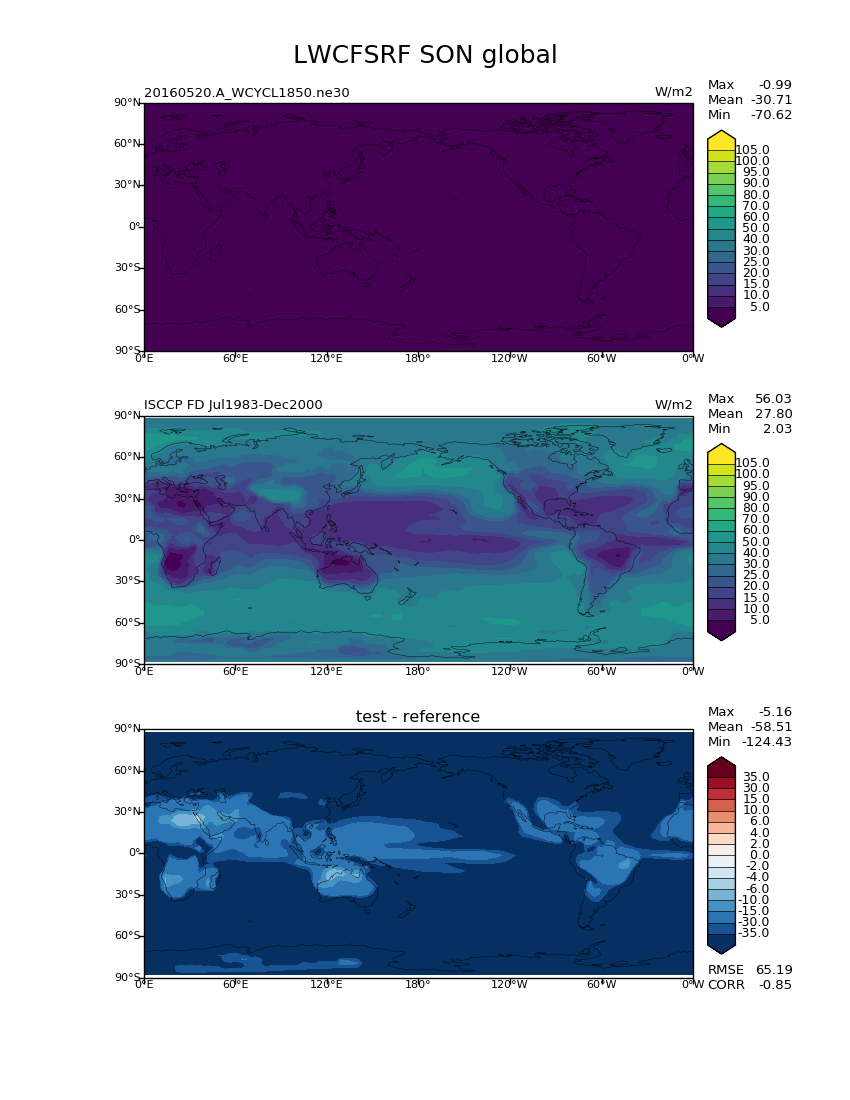 LWCFSRF SON global
20160520.A_WCYCL1850.ne30
W/m2
Max -0.99
Mean -30.71
Min -70.62
90°N
60°N
30°N
0°
30°S
60°S
90°S
0°E 60°E 120°E 180° 120°W 60°W 0°W
105.0
100.0
95.0
90.0
80.0
70.0
60.0
50.0
40.0
30.0
25.0
20.0
15.0
10.0
5.0
ISCCP FD Jul1983-Dec2000
W/m2
Max 56.03
Mean 27.80
Min 2.03
90°N
60°N
30°N
0°
30°S
60°S
90°S
0°E 60°E 120°E 180° 120°W 60°W 0°W
105.0
100.0
95.0
90.0
80.0
70.0
60.0
50.0
40.0
30.0
25.0
20.0
15.0
10.0
5.0
test - reference
Max -5.16
Mean -58.51
Min -124.43
90°N
60°N
30°N
0°
30°S
60°S
90°S
0°E 60°E 120°E 180° 120°W 60°W 0°W
35.0
30.0
15.0
10.0
6.0
4.0
2.0
0.0
-2.0
-4.0
-6.0
-10.0
-15.0
-30.0
-35.0
RMSE 65.19
CORR -0.85